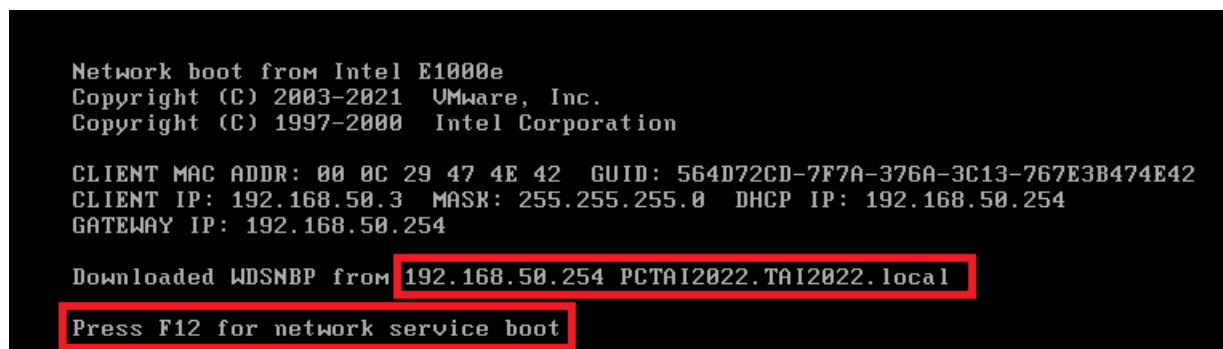 Network boot from Intel E1000e
Copyright (C) 2003-2021 VMware, Inc.
Copyright (C) 1997-2000 Intel Corporation
CLIENT MAC ADDR: 00 0C 29 47 4E 42 GUID: 564D72CD-7F7A-376A-3C13-767E3B474E42
CLIENT IP: 192.168.50.3 MASK: 255.255.255.0 DHCP IP: 192.168.50.254
GATEWAY IP: 192.168.50.254
Downloaded WDSNBP from 192.168.50.254 PCTAI2022.TAI2022.local
Press F12 for network service boot